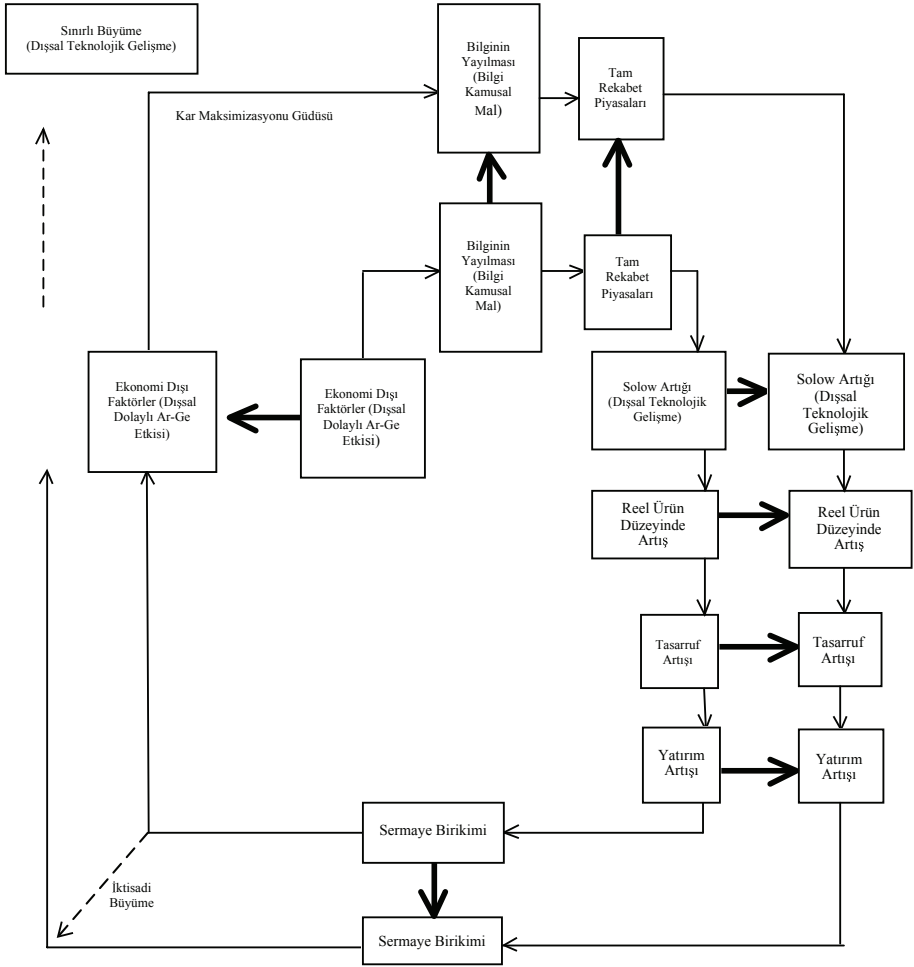 Sınırlı Büyüme
(Dışsal Teknolojik Gelişme)
Kar Maksimizasyonu Güdüsü
Bilginin
Yayılması
(Bilgi
Kamusal
Mal)
Tam
Rekabet
Piyasaları
Bilginin
Yayılması
(Bilgi
Kamusal
Mal)
Tam
Rekabet
Piyasaları
Ekonomi Dışı
Faktörler (Dışsal
Dolaylı Ar-Ge
Etkisi)
Ekonomi Dışı
Faktörler (Dışsal
Dolaylı Ar-Ge
Etkisi)
Solow Artığı
(Dışsal Teknolojik
Gelişme)
Solow Artığı
(Dışsal
Teknolojik
Gelişme)
Reel Ürün
Düzeyinde
Artış
Reel Ürün
Düzeyinde
Artış
Tasarruf
Artışı
Tasarruf
Artışı
Yatırım
Artışı
Yatırım
Artışı
Sermaye Birikimi
İktisadi
Büyüme
Sermaye Birikimi